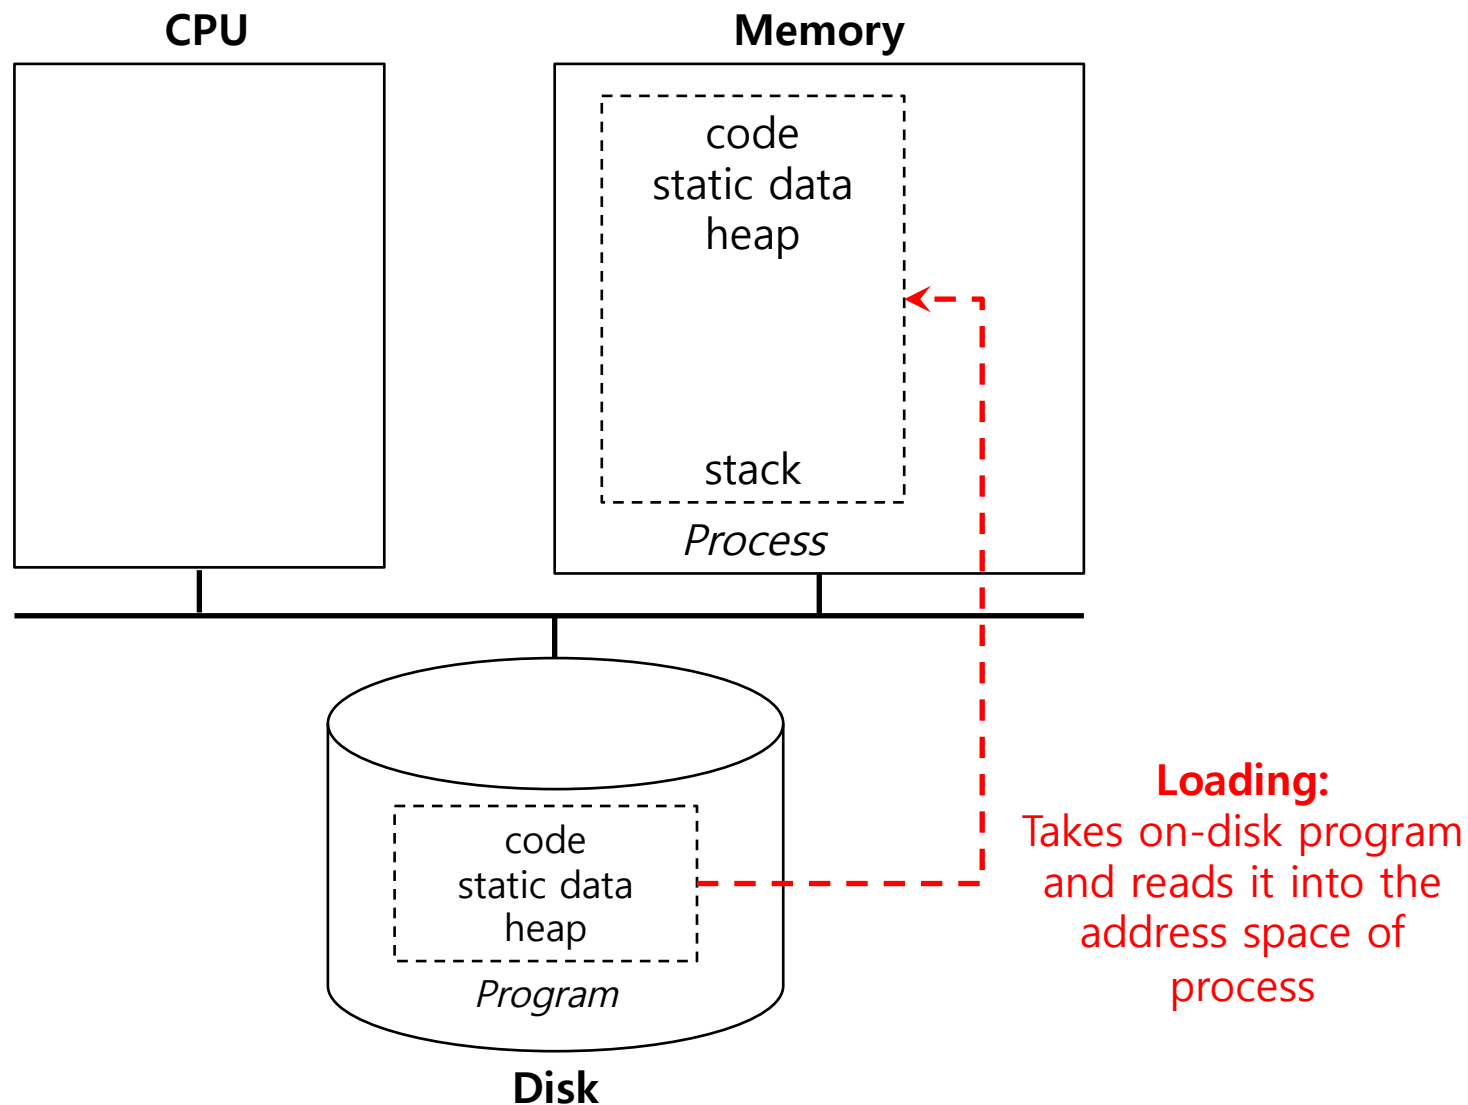 CPU
Memory
code
static data
heap
stack
Process
code
static data
heap
Program
Disk
Loading:
Takes on-disk program
and reads it into the
address space of
process